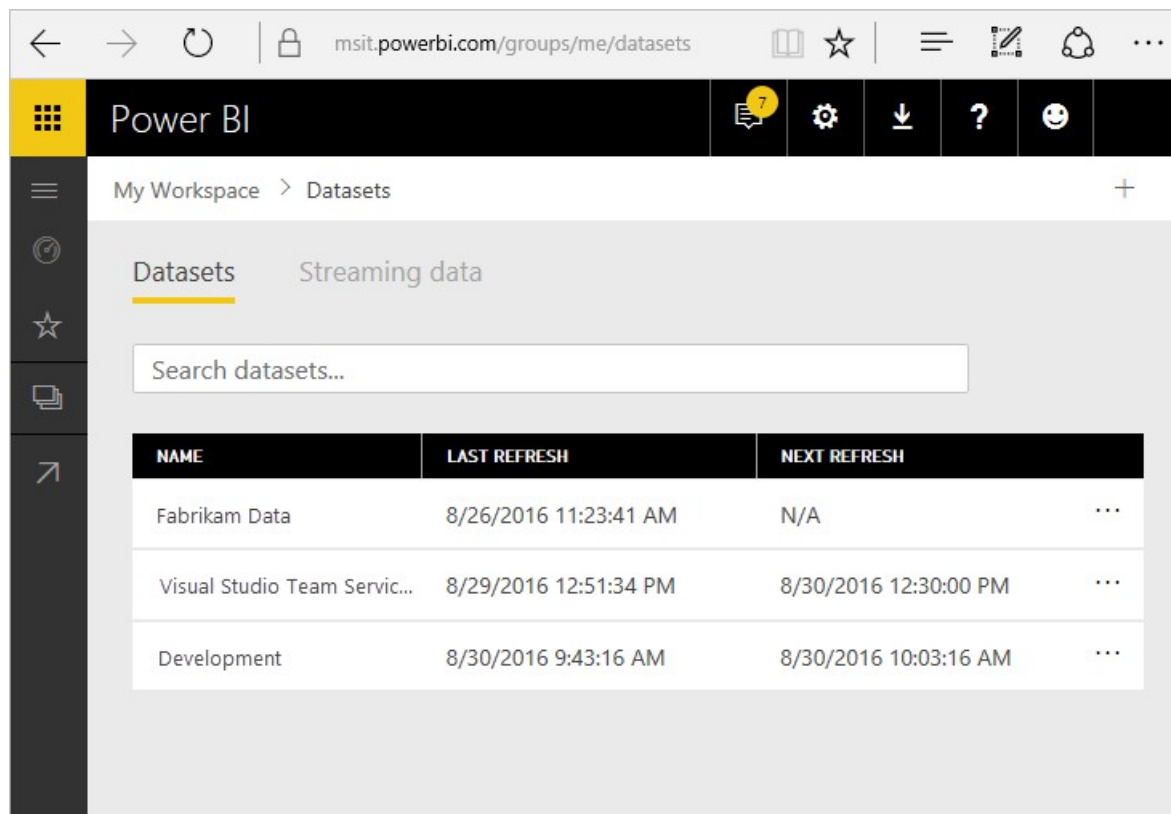 msit.powerbi.com/groups/me/datasets
Power BI 7 ?
My Workspace > Datasets +
Datasets Streaming data
Search datasets...
NAME LAST REFRESH NEXT REFRESH
Fabrikam Data 8/26/2016 11:23:41 AM N/A ...
Visual Studio Team Servic... 8/29/2016 12:51:34 PM 8/30/2016 12:30:00 PM ...
Development 8/30/2016 9:43:16 AM 8/30/2016 10:03:16 AM ...